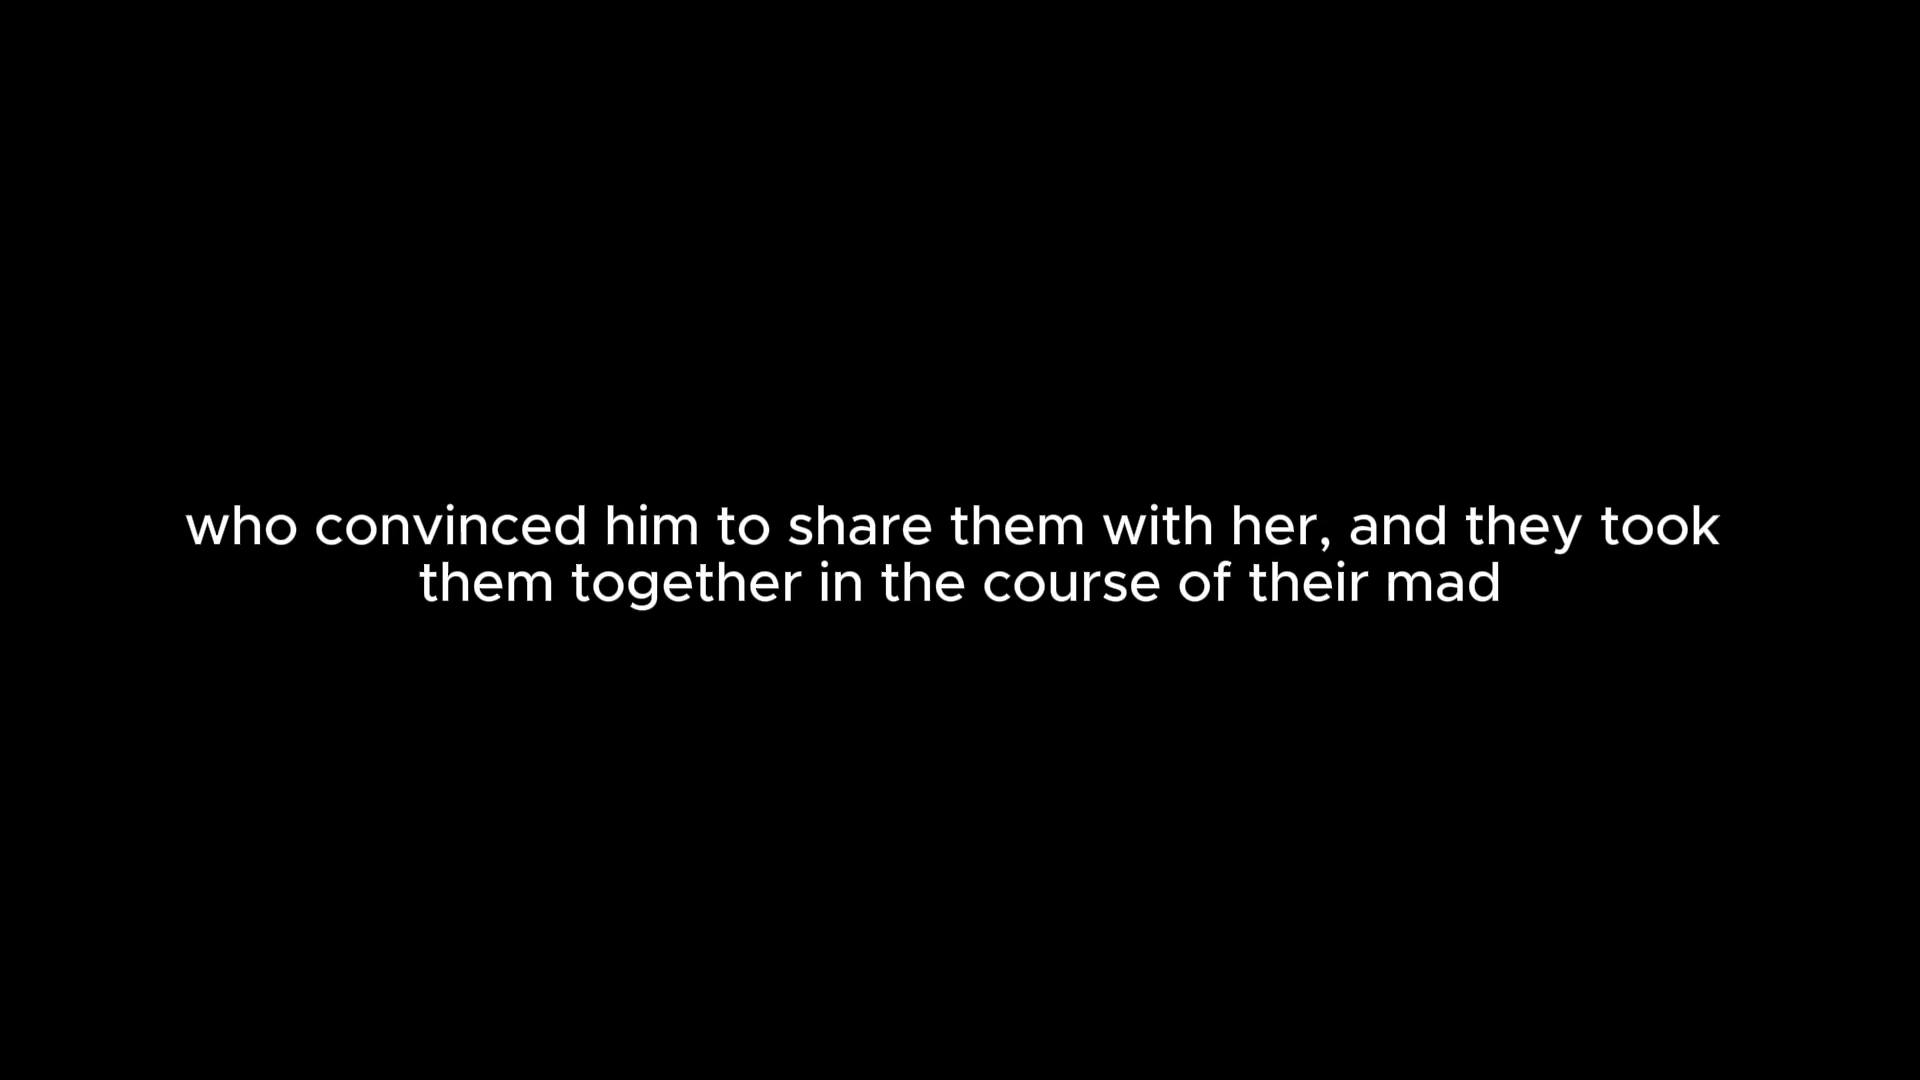 who convinced him to share them with her, and they took
them together in the course of their mad